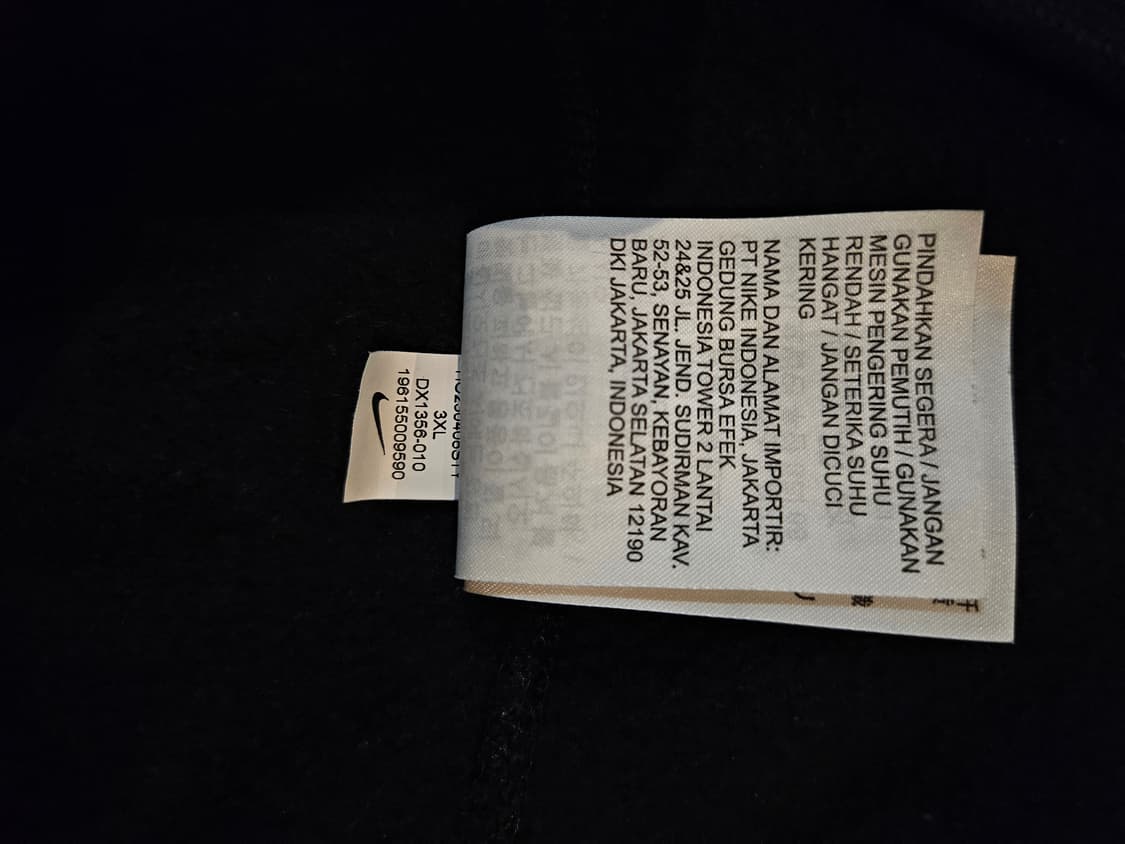 PINDAHKAN SEGERA / JANGAN
GUNAKAN PEMUTIH / GUNAKAN
MESIN PENGERING SUHU
RENDAH / SETERIKA SUHU
HANGAT / JANGAN DICUCI
KERING
NAMA DAN ALAMAT IMPORTIR:
PT NIKE INDONESIA, JAKARTA
GEDUNG BURSA EFEK
INDONESIA TOWER 2 LANTAI
24&25 JL. JEND. SUDIRMAN KAV.
52-53, SENAYAN, KEBAYORAN
BARU, JAKARTA SELATAN 12190
DKI JAKARTA, INDONESIA
3XL
DX1356-010
196155009590